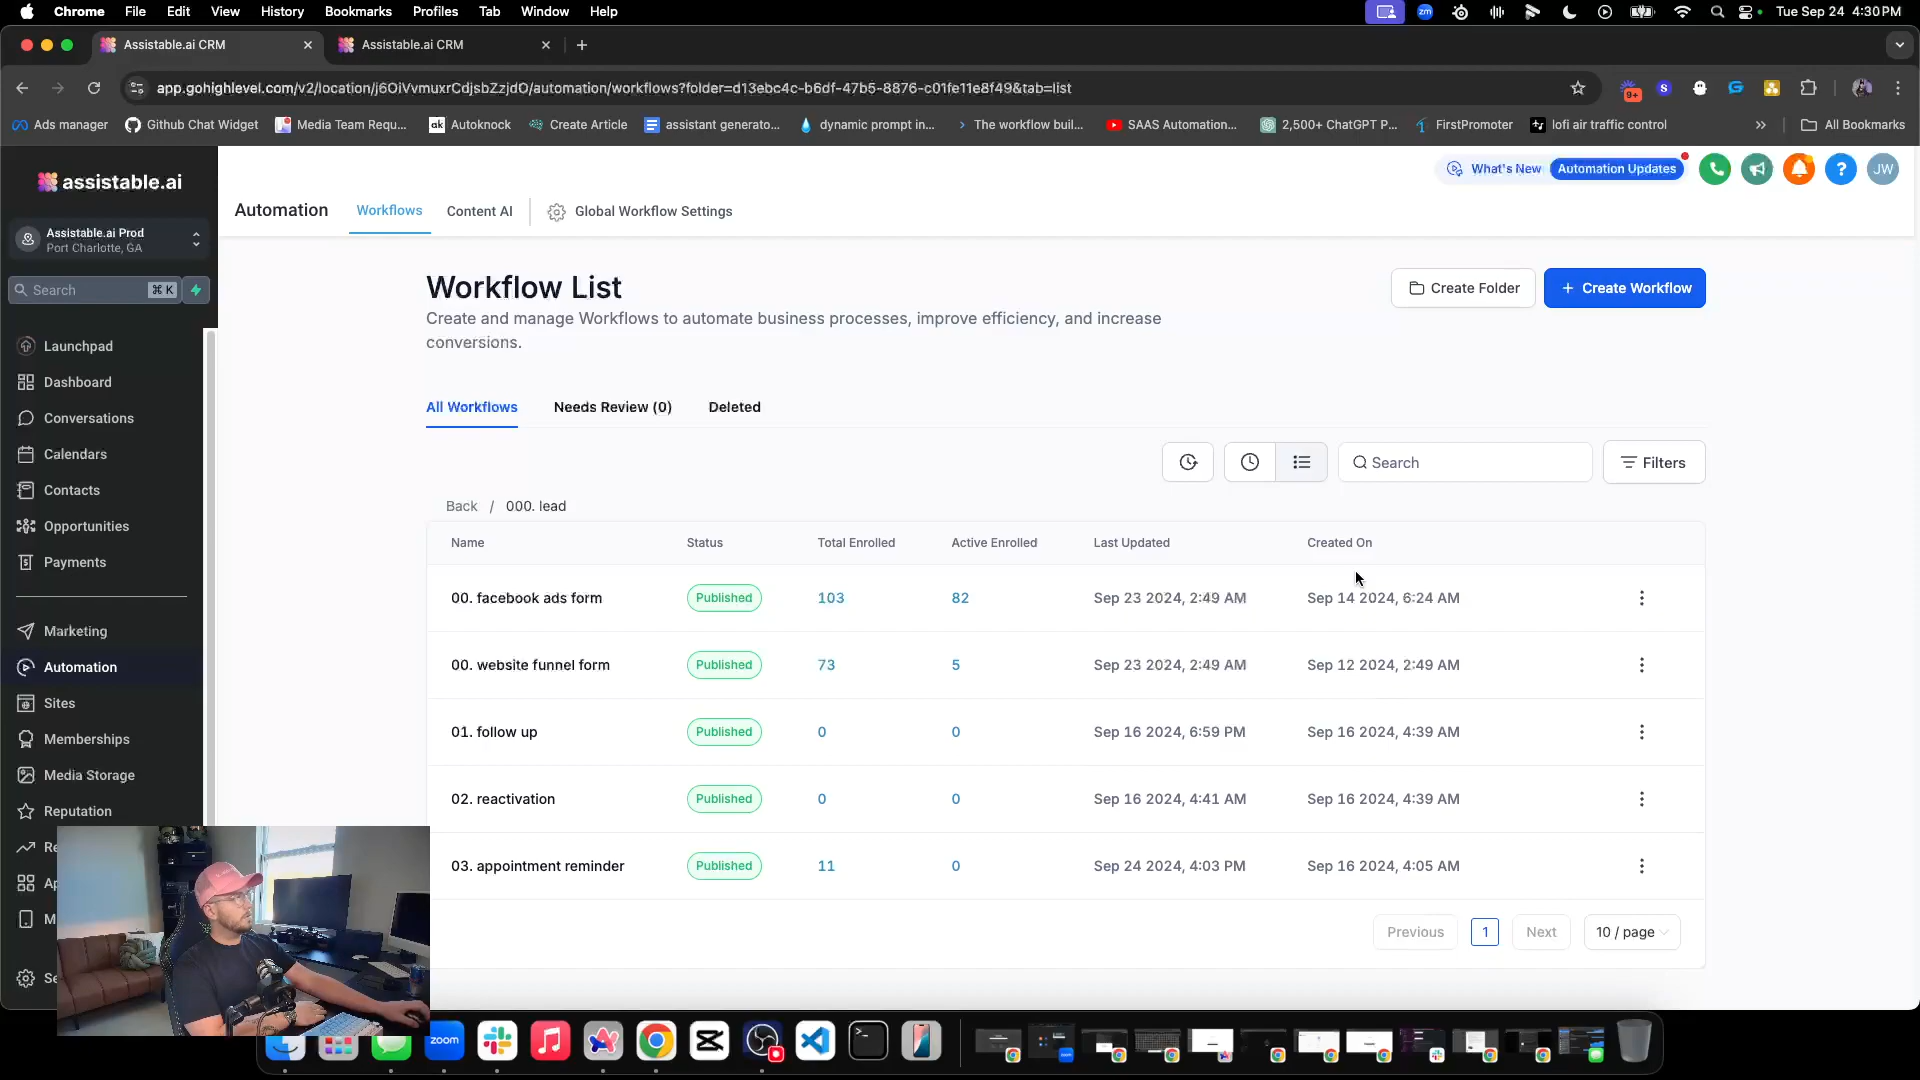 Chrome File Edit View History Bookmarks Profiles Tab Window Help
zm
Tue Sep 24 4:30 PM
Assistable.ai CRM
Assistable.ai CRM
app.gohighlevel.com/v2/location/j6OiVvmuxrCdjsbZzjdO/automation/workflows?folder=d13ebc4c-b6df-47b5-8876-c01fe11e8f49&tab=list
9+
Ads manager
Github Chat Widget
Media Team Requ...
ak Autoknock
Create Article
assistant generato...
dynamic prompt in...
The workflow buil...
SAAS Automation...
2,500+ ChatGPT P...
FirstPromoter
lofi air traffic control
All Bookmarks
assistable.ai
What's New
Automation Updates
JW
Automation
Workflows
Content AI
Global Workflow Settings
Assistable.ai Prod
Port Charlotte, GA
Search ⌘ K
Launchpad
Dashboard
Conversations
Calendars
Contacts
Opportunities
Payments
Marketing
Automation
Sites
Memberships
Media Storage
Reputation
Re
Ap
M
Se
Workflow List
Create and manage Workflows to automate business processes, improve efficiency, and increase
conversions.
Create Folder
+ Create Workflow
All Workflows
Needs Review (0)
Deleted
Search
Filters
Back / 000. lead
Name Status Total Enrolled Active Enrolled Last Updated Created On
00. facebook ads form Published 103 82 Sep 23 2024, 2:49 AM Sep 14 2024, 6:24 AM
00. website funnel form Published 73 5 Sep 23 2024, 2:49 AM Sep 12 2024, 2:49 AM
01. follow up Published 0 0 Sep 16 2024, 6:59 PM Sep 16 2024, 4:39 AM
02. reactivation Published 0 0 Sep 16 2024, 4:41 AM Sep 16 2024, 4:39 AM
03. appointment reminder Published 11 0 Sep 24 2024, 4:03 PM Sep 16 2024, 4:05 AM
Previous 1 Next 10 / page
zoom